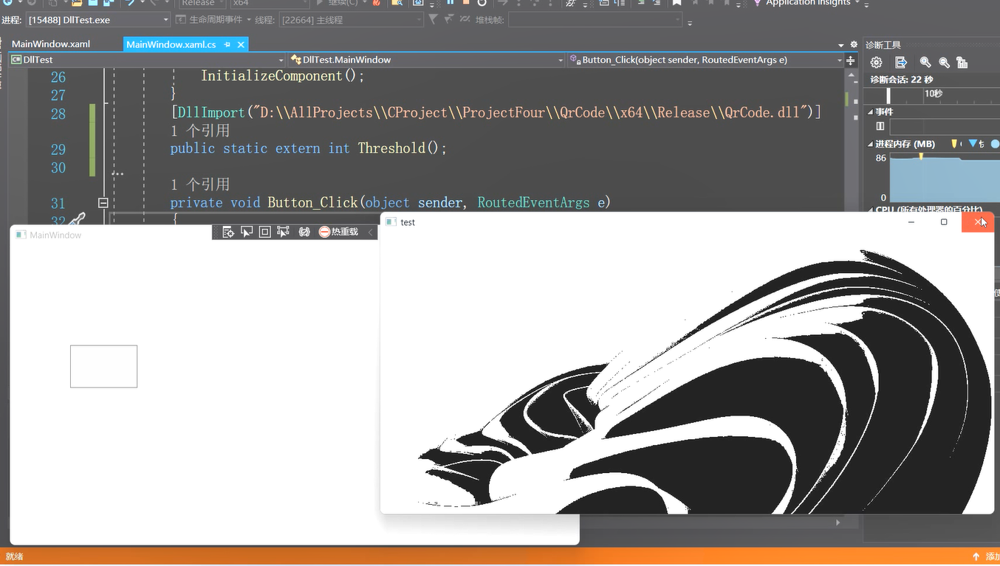 Release
x64
继续(C)
Application Insights
进程:
[15488] DllTest.exe
生命周期事件
线程:
[22664] 主线程
堆栈帧:
MainWindow.xaml
MainWindow.xaml.cs
诊断工具
DllTest
DllTest.MainWindow
Button_Click(object sender, RoutedEventArgs e)
诊断会话: 22 秒
10秒
事件
进程内存 (MB)
86
0
CPU (所有处理器的百分比)
26 InitializeComponent();
27 }
28 [DllImport("D:\\AllProjects\\CProject\\ProjectFour\\QrCode\\x64\\Release\\QrCode.dll")]
1 个引用
29 public static extern int Threshold();
30
1 个引用
31 private void Button_Click(object sender, RoutedEventArgs e)
32 {
MainWindow
热重载
test
就绪
添加